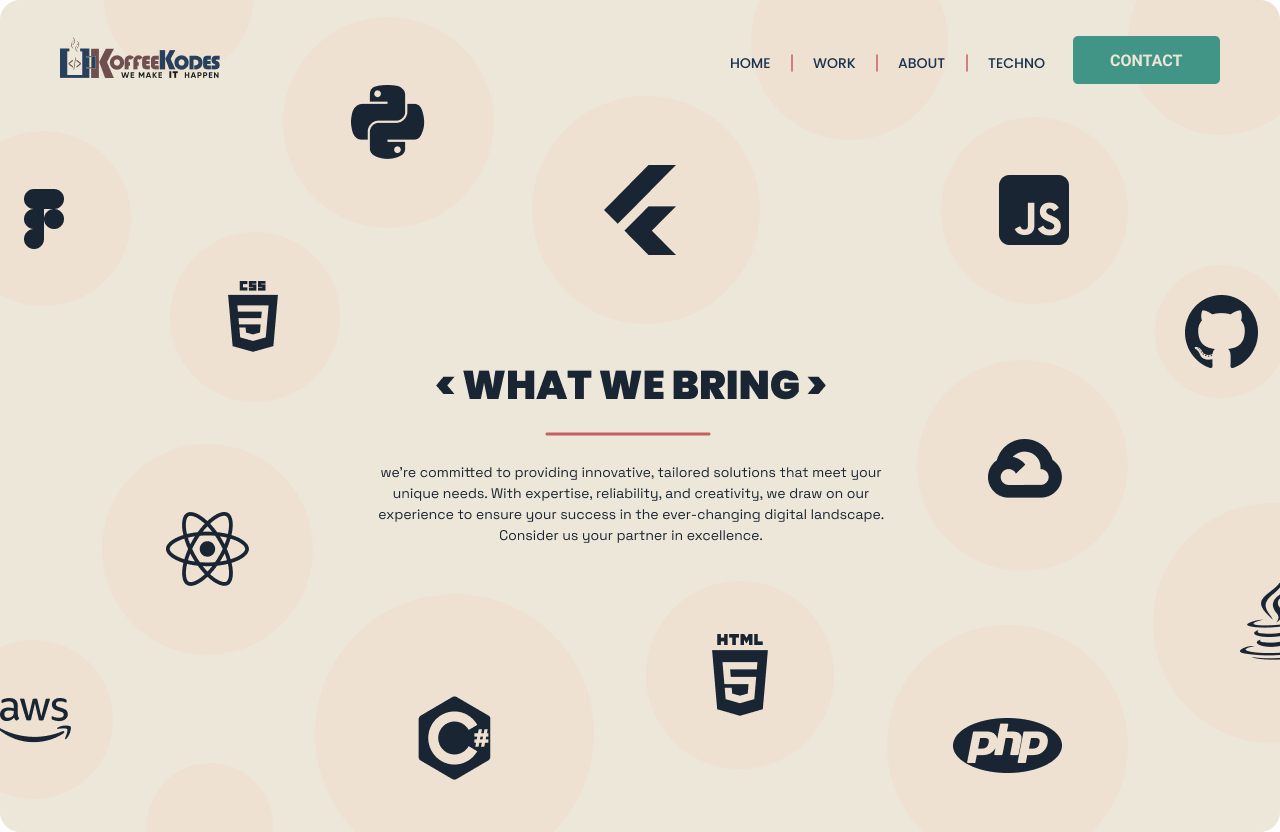 KOFFEEKODES
WE MAKE IT HAPPEN
HOME
WORK
ABOUT
TECHNO
CONTACT
JS
CSS
‹ WHAT WE BRING ›
we're committed to providing innovative, tailored solutions that meet your
unique needs. With expertise, reliability, and creativity, we draw on our
experience to ensure your success in the ever-changing digital landscape.
Consider us your partner in excellence.
HTML
5
aws
C#
php